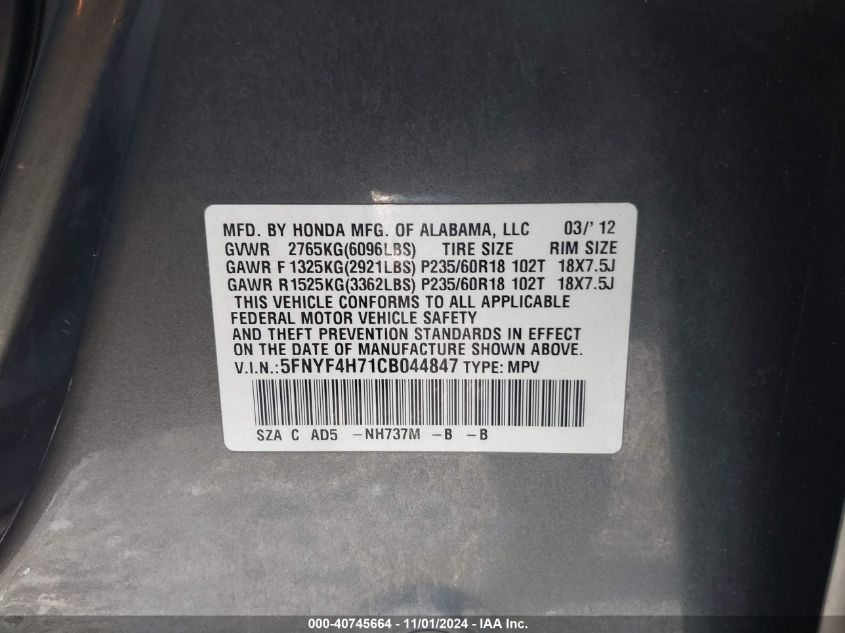 MFD. BY HONDA MFG. OF ALABAMA, LLC 03/' 12
GVWR 2765KG(6096LBS) TIRE SIZE RIM SIZE
GAWR F 1325KG(2921LBS) P235/60R18 102T 18X7.5J
GAWR R1525KG(3362LBS) P235/60R18 102T 18X7.5J
THIS VEHICLE CONFORMS TO ALL APPLICABLE
FEDERAL MOTOR VEHICLE SAFETY
AND THEFT PREVENTION STANDARDS IN EFFECT
ON THE DATE OF MANUFACTURE SHOWN ABOVE.
V.I.N.:5FNYF4H71CB044847 TYPE: MPV
SZA C AD5 -NH737M -B -B
000-40745664 - 11/01/2024 - IAA Inc.